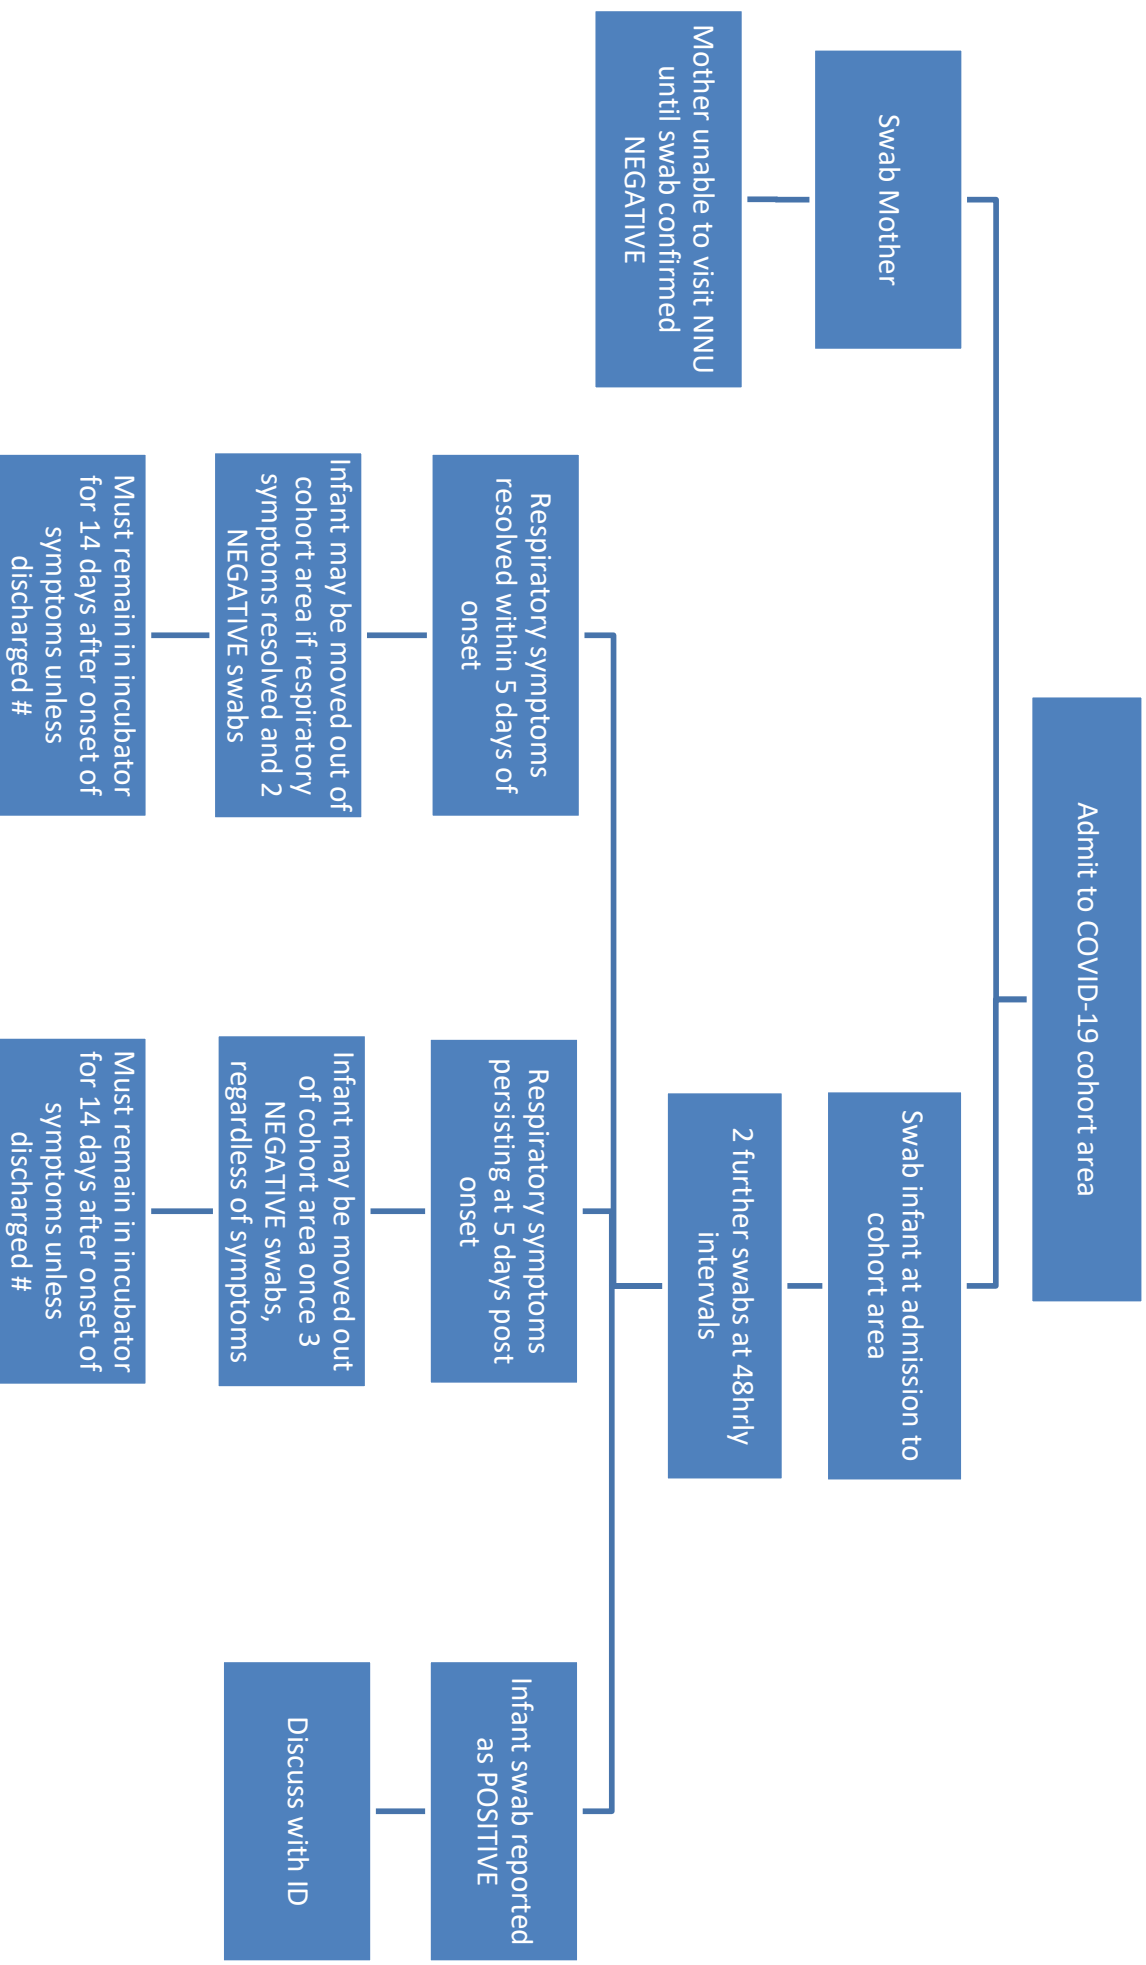 Admit to COVID-19 cohort area
Swab Mother
Mother unable to visit NNU
until swab confirmed
NEGATIVE
Swab infant at admission to
cohort area
2 further swabs at 48hrly
intervals
Respiratory symptoms
resolved within 5 days of
onset
Infant may be moved out of
cohort area if respiratory
symptoms resolved and 2
NEGATIVE swabs
Must remain in incubator
for 14 days after onset of
symptoms unless
discharged #
Respiratory symptoms
persisting at 5 days post
onset
Infant may be moved out
of cohort area once 3
NEGATIVE swabs,
regardless of symptoms
Must remain in incubator
for 14 days after onset of
symptoms unless
discharged #
Infant swab reported
as POSITIVE
Discuss with ID